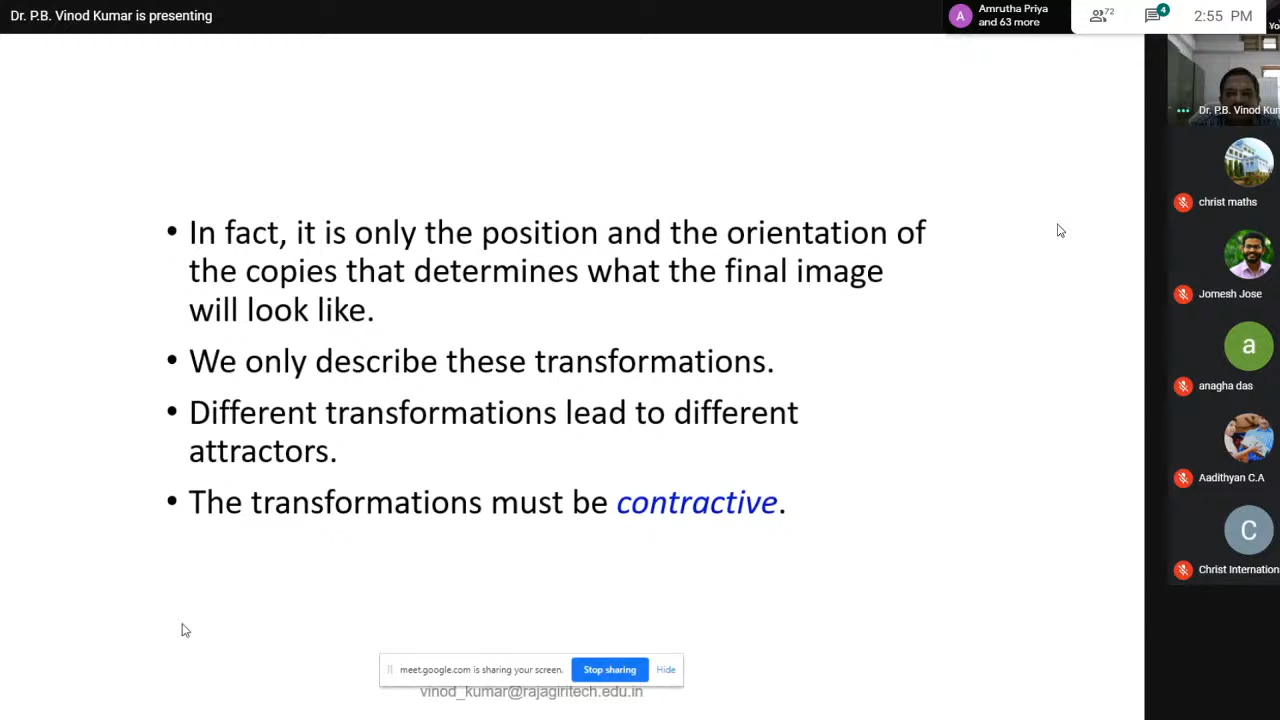 Dr. P.B. Vinod Kumar is presenting
A
Amrutha Priya
and 63 more
72
4
2:55 PM
Yo
Dr. P.B. Vinod Kur
christ maths
Jomesh Jose
a
anagha das
Aadithyan C.A
C
Christ Internation
• In fact, it is only the position and the orientation of
the copies that determines what the final image
will look like.
• We only describe these transformations.
• Different transformations lead to different
attractors.
• The transformations must be contractive.
meet.google.com is sharing your screen. Stop sharing Hide
vinod_kumar@rajagiritech.edu.in